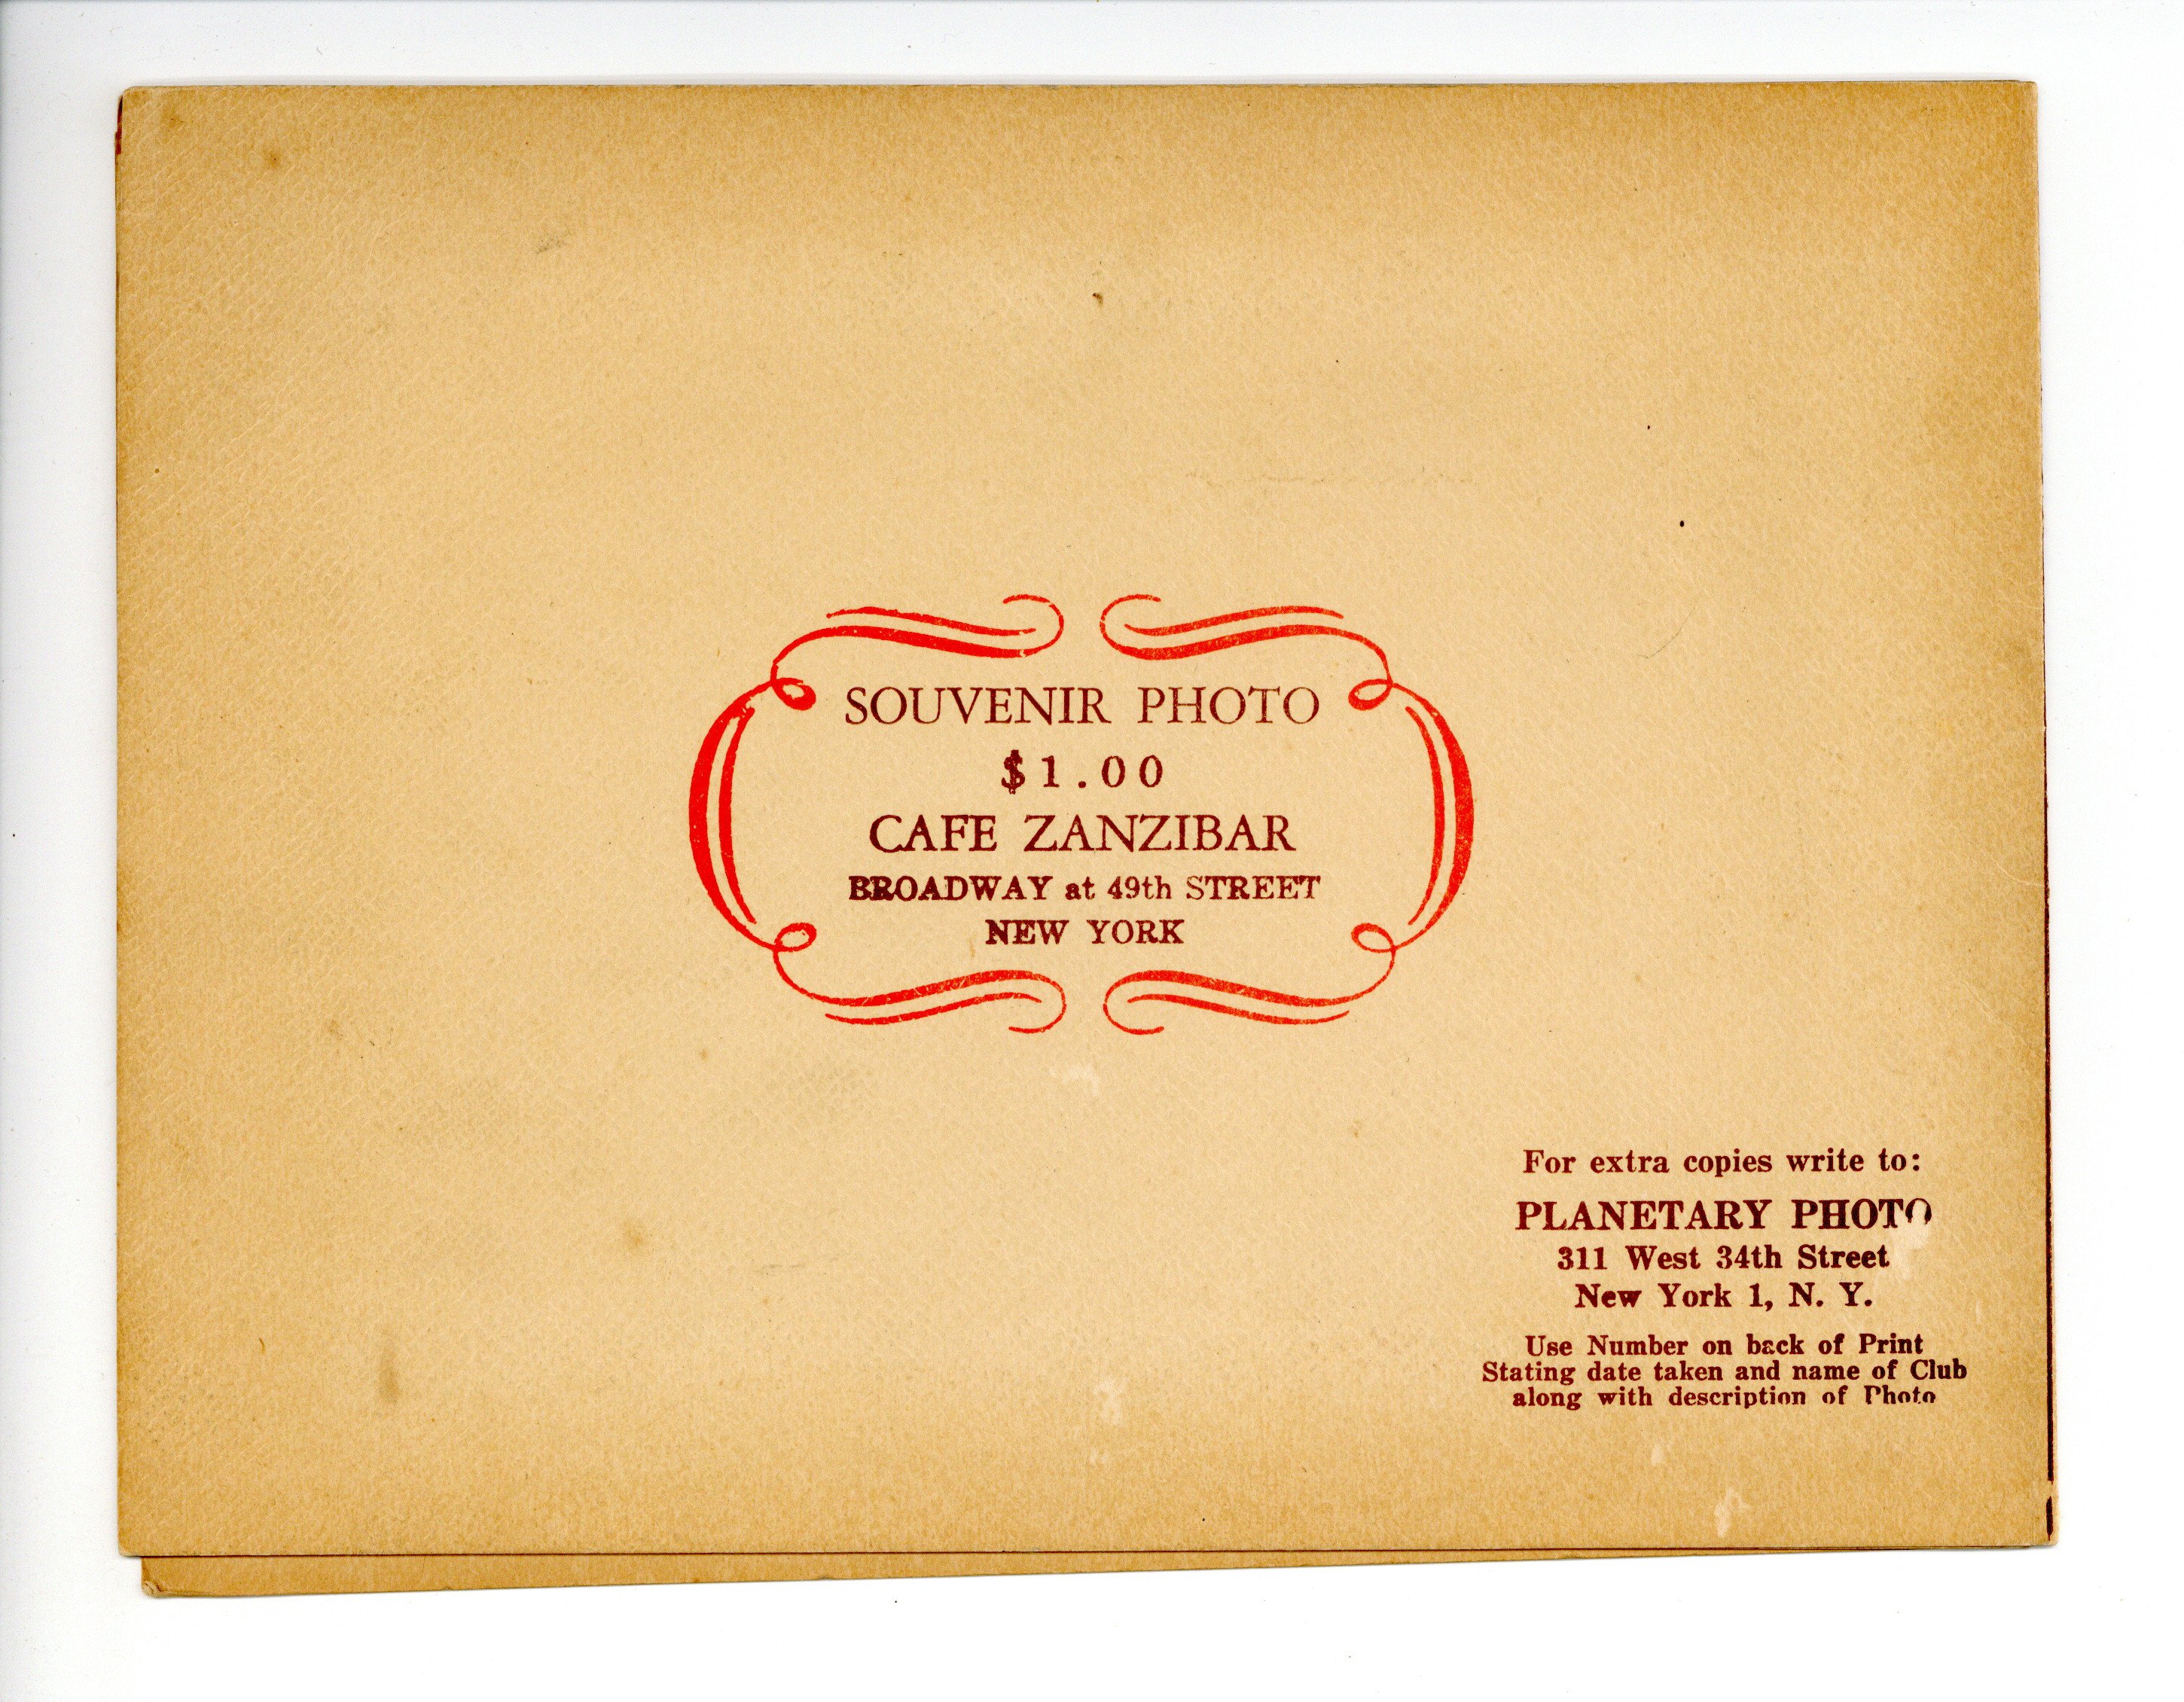 SOUVENIR PHOTO
$1.00
CAFE ZANZIBAR
BROADWAY at 49th STREET
NEW YORK
For extra copies write to:
PLANETARY PHOTO
311 West 34th Street
New York 1, N. Y.
Use Number on back of Print
Stating date taken and name of Club
along with description of Photo